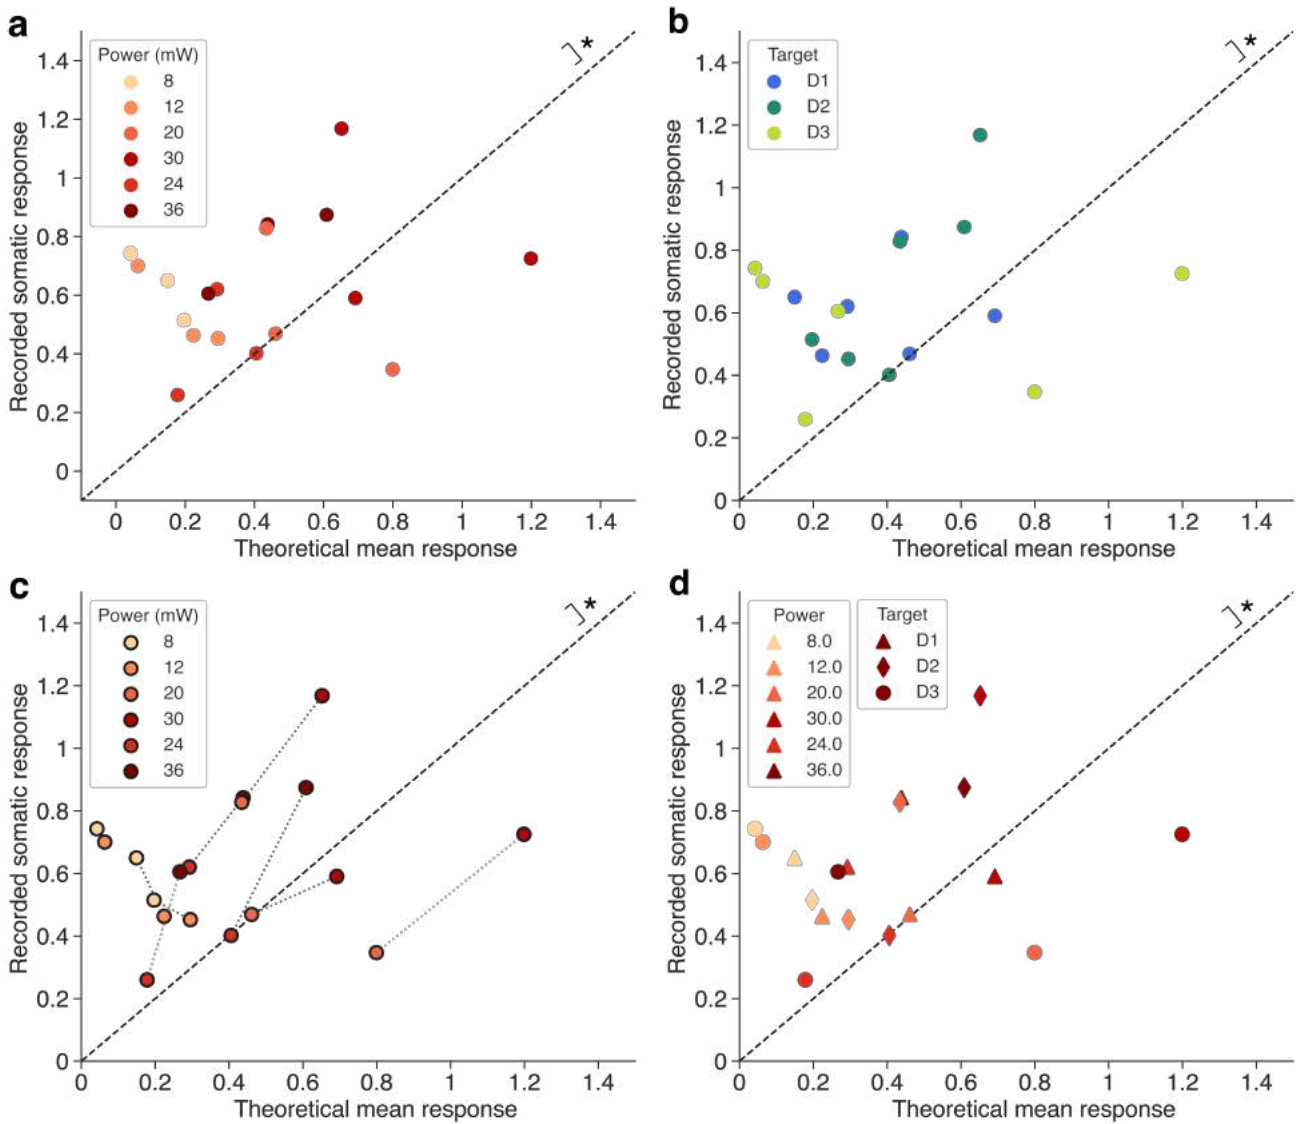 a
Power (mW)
8
12
20
30
24
36
*
1.4
1.2
1
0.8
0.6
0.4
0.2
0
Recorded somatic response
0 0.2 0.4 0.6 0.8 1 1.2 1.4
Theoretical mean response
b
Target
D1
D2
D3
*
1.4
1.2
1
0.8
0.6
0.4
0.2
0
Recorded somatic response
0 0.2 0.4 0.6 0.8 1 1.2 1.4
Theoretical mean response
c
Power (mW)
8
12
20
30
24
36
*
1.4
1.2
1
0.8
0.6
0.4
0.2
0
Recorded somatic response
0 0.2 0.4 0.6 0.8 1 1.2 1.4
Theoretical mean response
d
Power
8.0
12.0
20.0
30.0
24.0
36.0
Target
D1
D2
D3
*
1.4
1.2
1
0.8
0.6
0.4
0.2
0
Recorded somatic response
0 0.2 0.4 0.6 0.8 1 1.2 1.4
Theoretical mean response